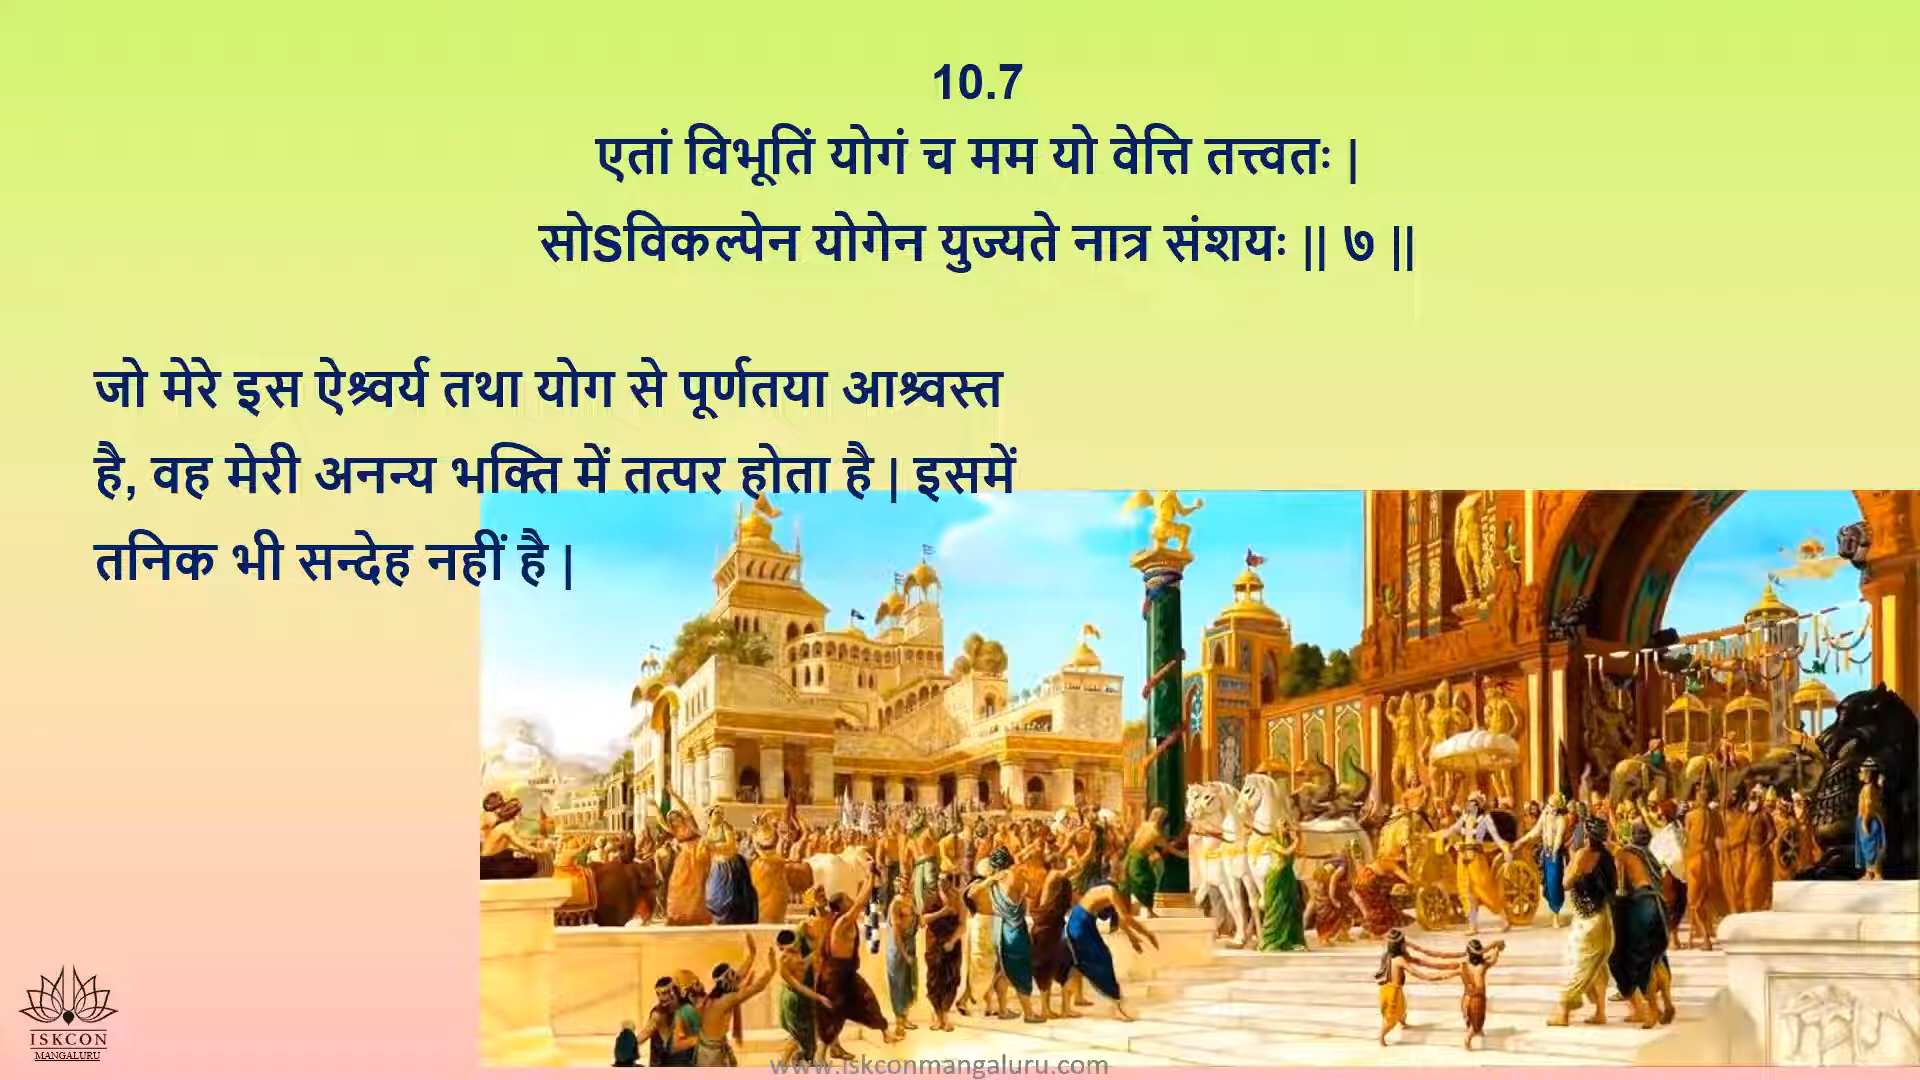 10.7
एतां विभूतिं योगं च मम यो वेत्ति तत्त्वतः |
सोSविकल्पेन योगेन युज्यते नात्र संशयः || ७ ||
जो मेरे इस ऐश्र्वर्य तथा योग से पूर्णतया आश्र्वस्त
है, वह मेरी अनन्य भक्ति में तत्पर होता है | इसमें
तनिक भी सन्देह नहीं है |
ISKCON
MANGALURU
www.iskconmangaluru.com